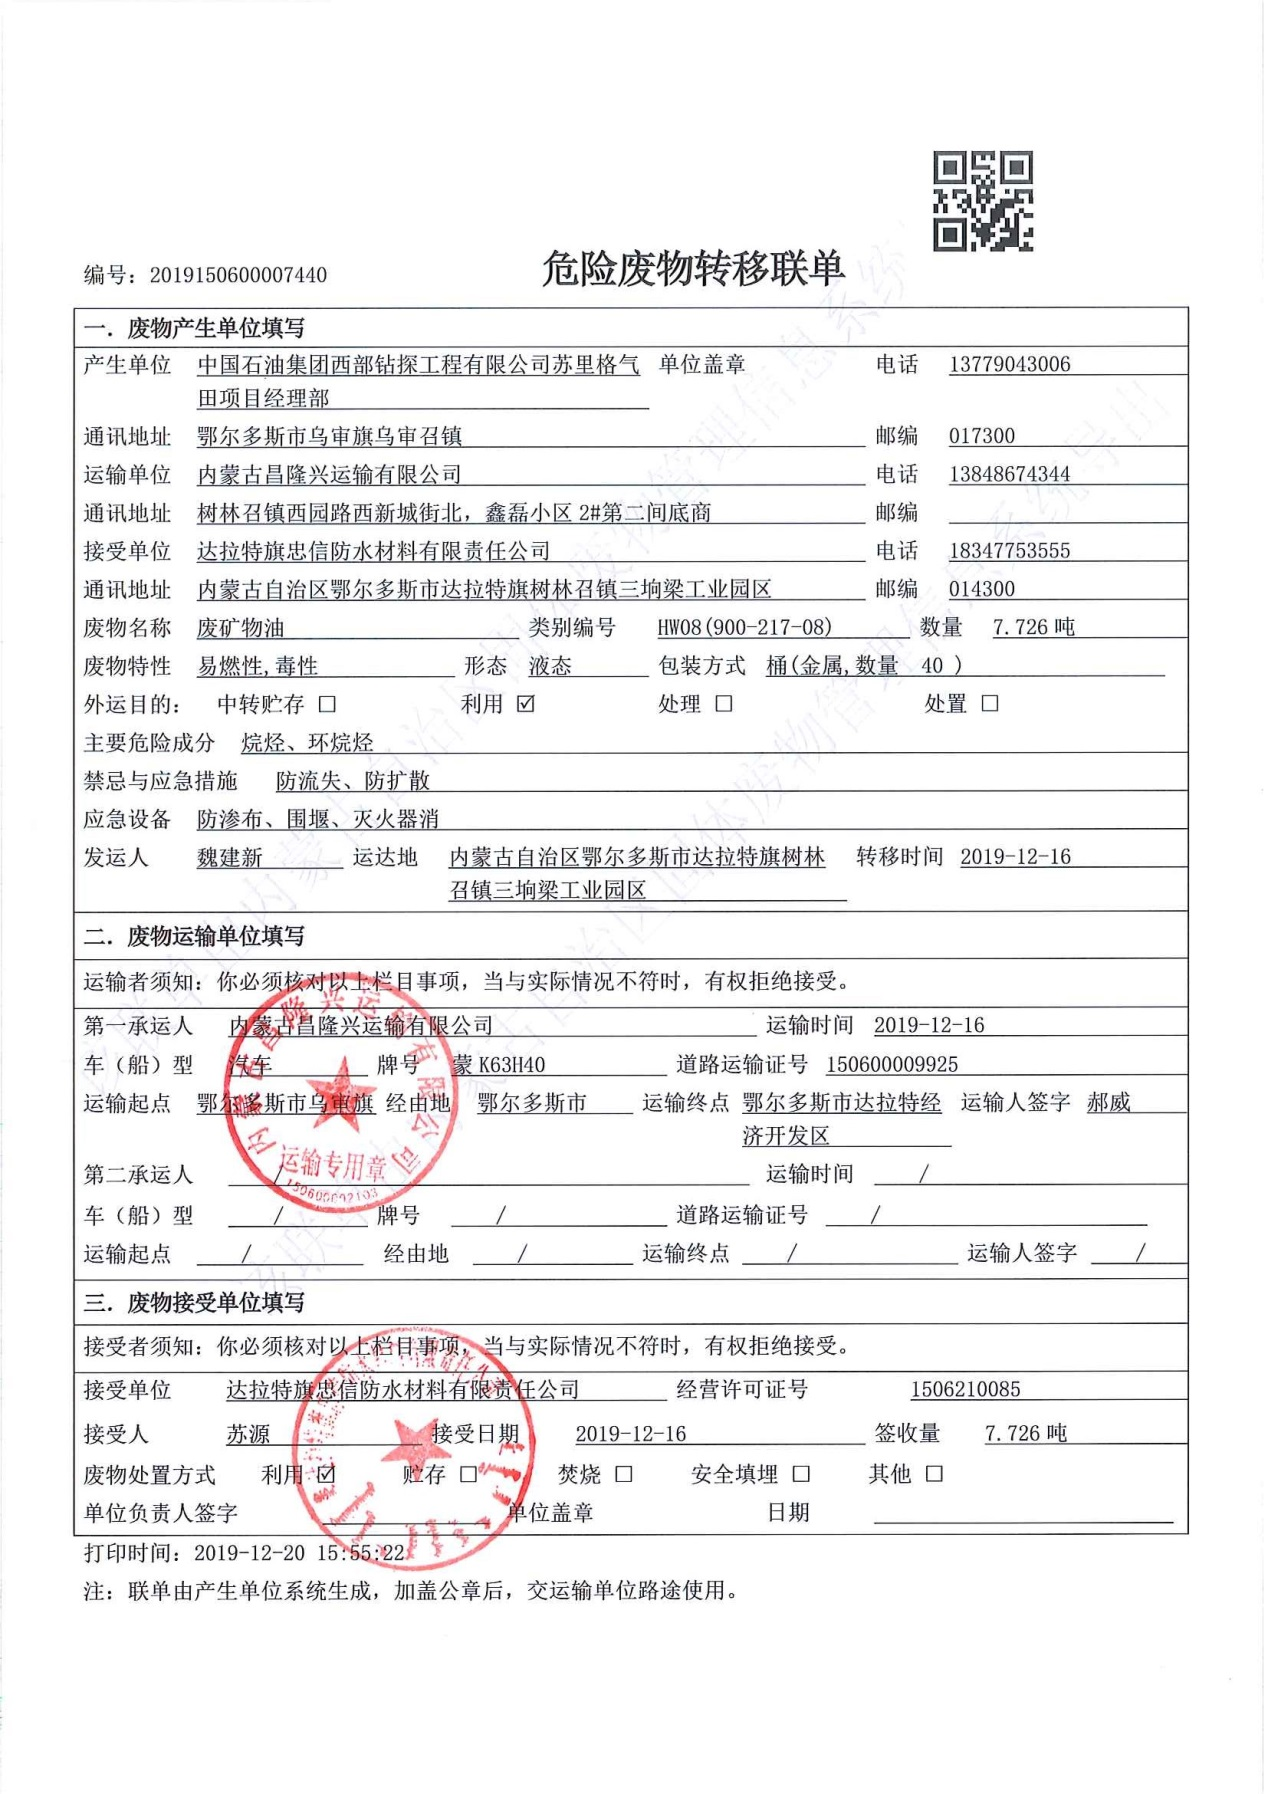 危险废物转移联单
编号：2019150600007440
一．废物产生单位填写
产生单位 中国石油集团西部钻探工程有限公司苏里格气 单位盖章 电话 13779043006
田项目经理部
通讯地址 鄂尔多斯市乌审旗乌审召镇 邮编 017300
运输单位 内蒙古昌隆兴运输有限公司 电话 13848674344
通讯地址 树林召镇西园路西新城街北，鑫磊小区 2#第二间底商 邮编
接受单位 达拉特旗忠信防水材料有限责任公司 电话 18347753555
通讯地址 内蒙古自治区鄂尔多斯市达拉特旗树林召镇三垧梁工业园区 邮编 014300
废物名称 废矿物油 类别编号 HW08(900-217-08) 数量 7.726 吨
废物特性 易燃性,毒性 形态 液态 包装方式 桶(金属,数量 40 )
外运目的： 中转贮存 □ 利用 ☑ 处理 □ 处置 □
主要危险成分 烷烃、环烷烃
禁忌与应急措施 防流失、防扩散
应急设备 防渗布、围堰、灭火器消
发运人 魏建新 运达地 内蒙古自治区鄂尔多斯市达拉特旗树林 转移时间 2019-12-16
召镇三垧梁工业园区
二．废物运输单位填写
运输者须知：你必须核对以上栏目事项，当与实际情况不符时，有权拒绝接受。
第一承运人 内蒙古昌隆兴运输有限公司 运输时间 2019-12-16
车（船）型 汽车 牌号 蒙 K63H40 道路运输证号 150600009925
运输起点 鄂尔多斯市乌审旗 经由地 鄂尔多斯市 运输终点 鄂尔多斯市达拉特经 运输人签字 郝威
济开发区
第二承运人 / 运输时间 /
车（船）型 / 牌号 / 道路运输证号 /
运输起点 / 经由地 / 运输终点 / 运输人签字 /
内蒙古昌隆兴运输有限公司
运输专用章
三．废物接受单位填写
接受者须知：你必须核对以上栏目事项，当与实际情况不符时，有权拒绝接受。
接受单位 达拉特旗忠信防水材料有限责任公司 经营许可证号 1506210085
接受人 苏源 接受日期 2019-12-16 签收量 7.726 吨
废物处置方式 利用 ☑ 贮存 □ 焚烧 □ 安全填埋 □ 其他 □
单位负责人签字 单位盖章 日期
打印时间：2019-12-20 15:55:22
注：联单由产生单位系统生成，加盖公章后，交运输单位路途使用。